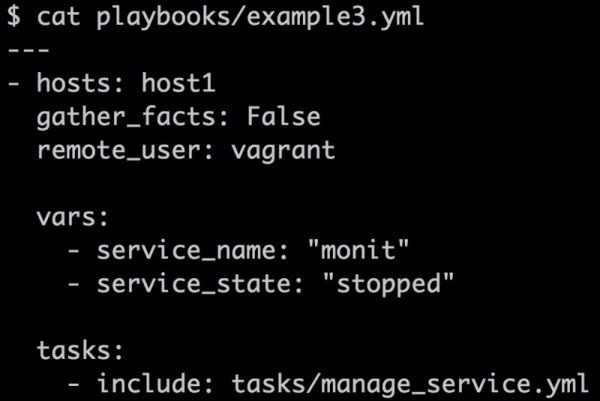 $ cat playbooks/example3.yml
---
- hosts: host1
  gather_facts: False
  remote_user: vagrant

  vars:
    - service_name: "monit"
    - service_state: "stopped"

  tasks:
    - include: tasks/manage_service.yml